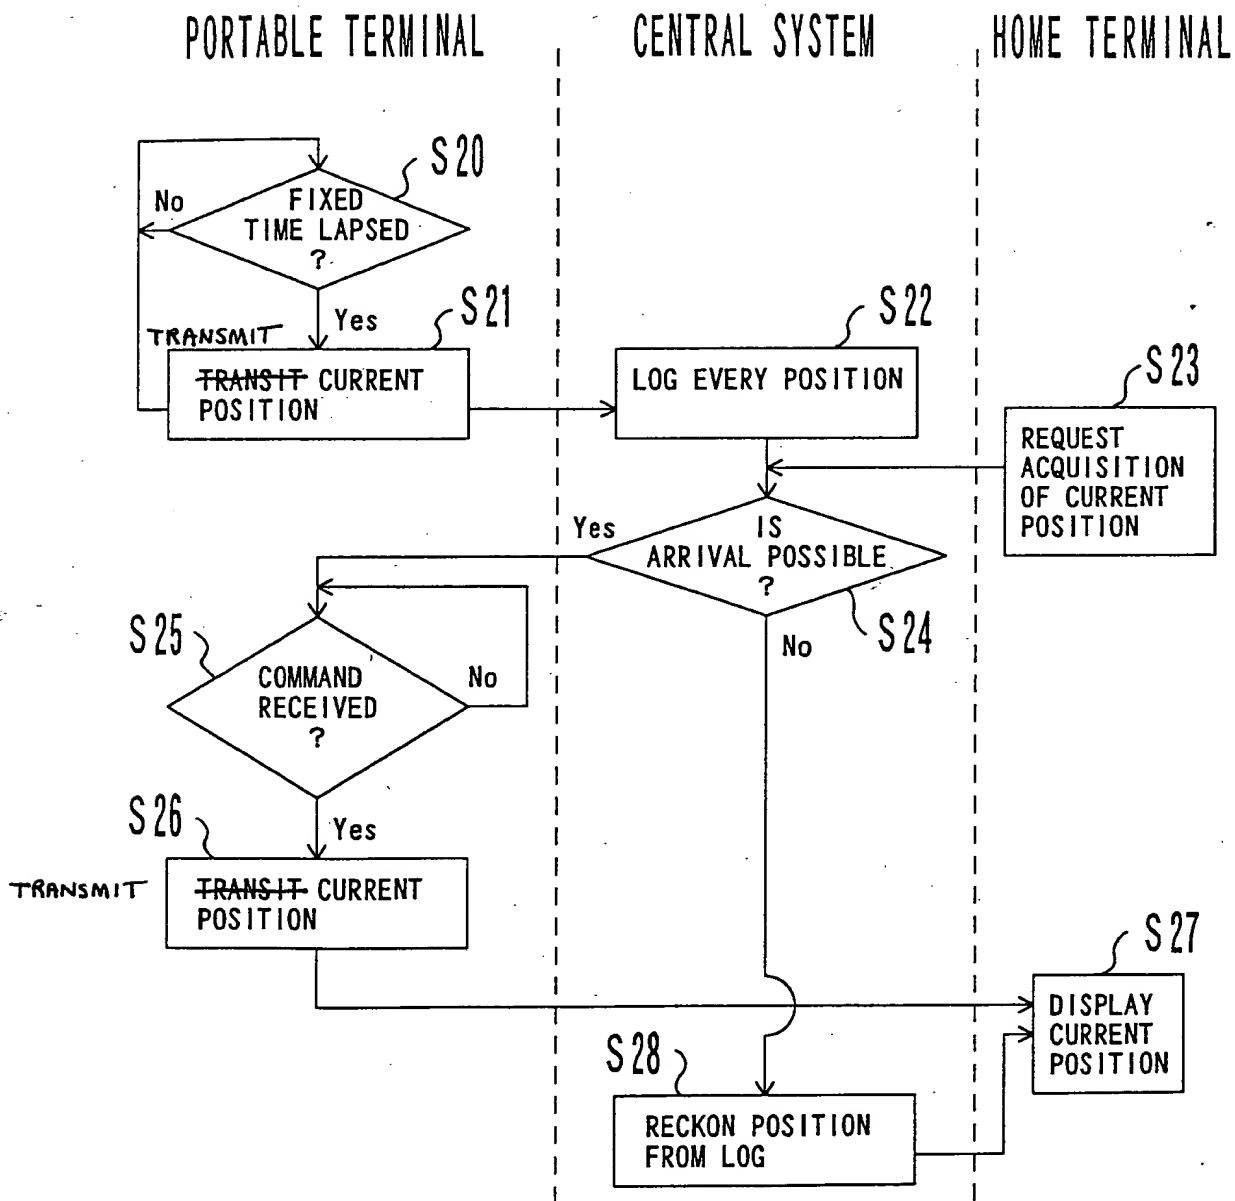 PORTABLE TERMINAL
CENTRAL SYSTEM
HOME TERMINAL
S20
No
FIXED
TIME LAPSED
?
Yes
S21
TRANSMIT
TRANSIT CURRENT
POSITION
S22
LOG EVERY POSITION
S23
REQUEST
ACQUISITION
OF CURRENT
POSITION
Yes
IS
ARRIVAL POSSIBLE
?
S24
No
S25
COMMAND
RECEIVED
?
No
S26
Yes
TRANSMIT
TRANSIT CURRENT
POSITION
S27
DISPLAY
CURRENT
POSITION
S28
RECKON POSITION
FROM LOG